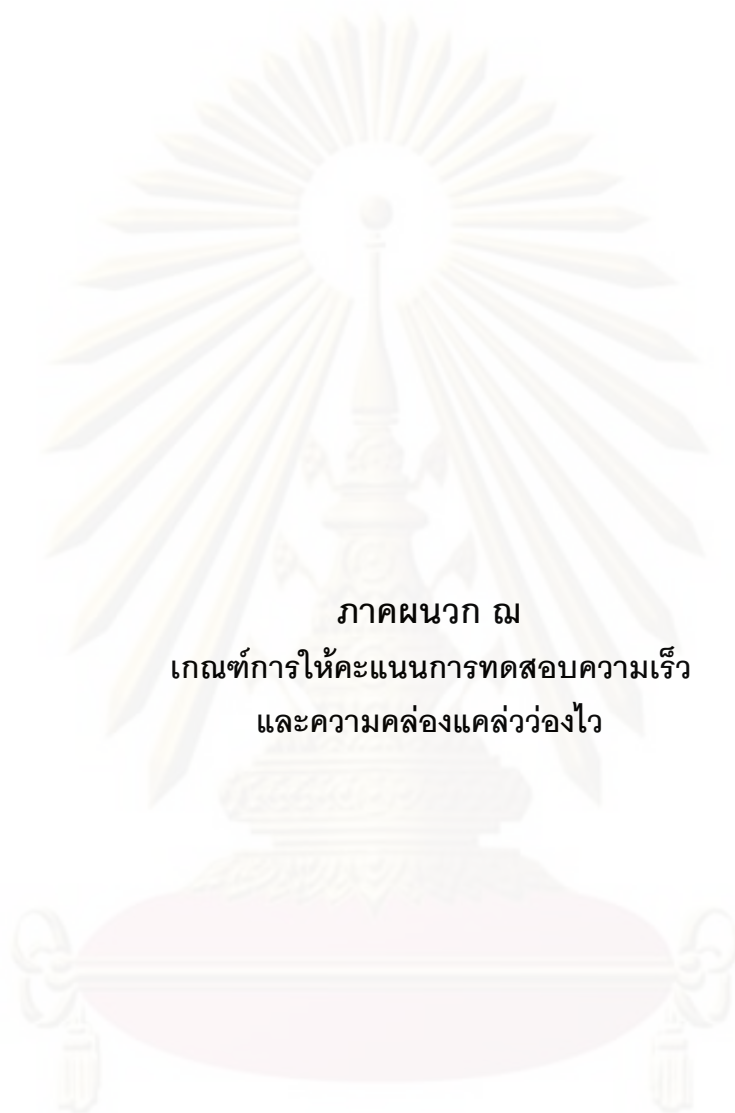 ภาคผนวก ฌ
เกณฑ์การให้คะแนนการทดสอบความเร็ว
และความคล่องแคล่วว่องไว